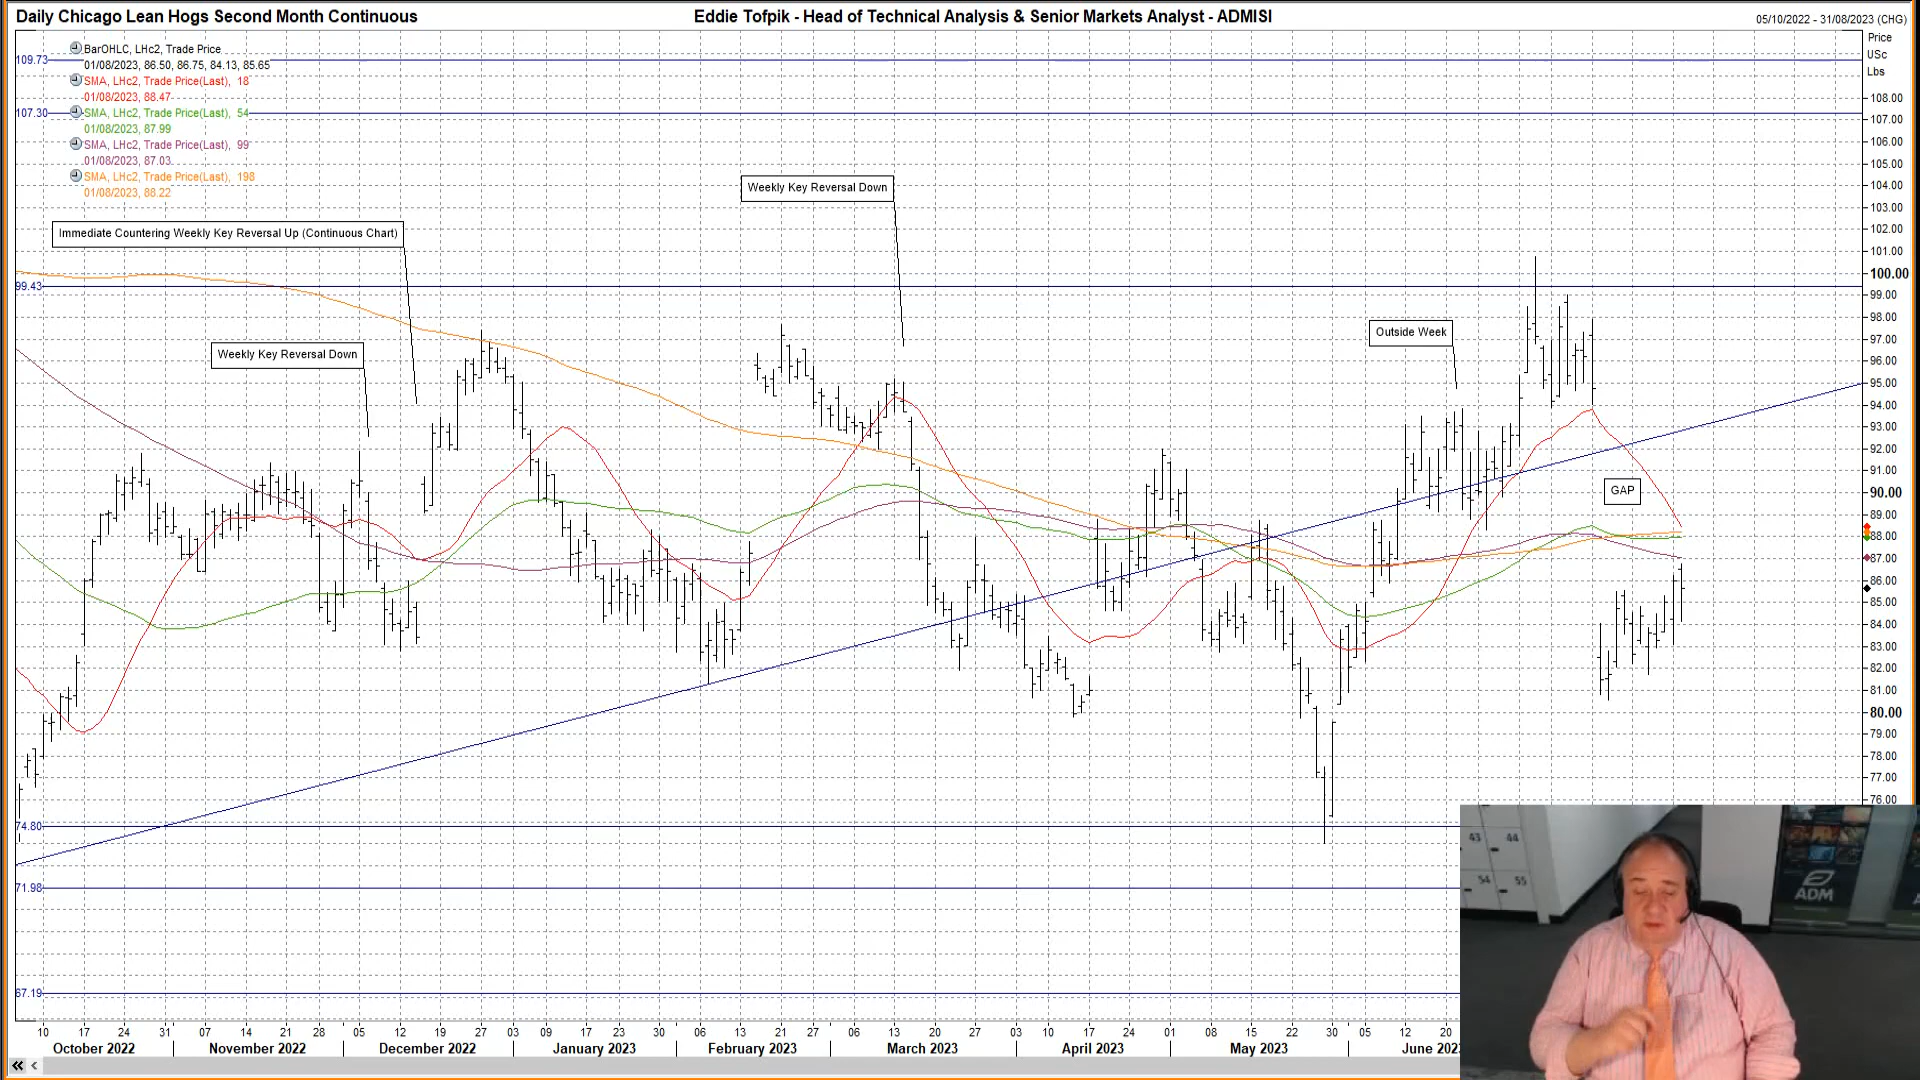 Daily Chicago Lean Hogs Second Month Continuous
Eddie Tofpik - Head of Technical Analysis & Senior Markets Analyst - ADMISI
05/10/2022 - 31/08/2023 (CHG)
Price
USc
Lbs
BarOHLC, LHc2, Trade Price
01/08/2023, 86.50, 86.75, 84.13, 85.65
SMA, LHc2, Trade Price(Last), 18
01/08/2023, 88.47
SMA, LHc2, Trade Price(Last), 54
01/08/2023, 87.99
SMA, LHc2, Trade Price(Last), 99
01/08/2023, 87.03
SMA, LHc2, Trade Price(Last), 198
01/08/2023, 88.22
109.73
107.30
99.43
74.80
71.98
67.19
Immediate Countering Weekly Key Reversal Up (Continuous Chart)
Weekly Key Reversal Down
Weekly Key Reversal Down
Outside Week
GAP
108.00
107.00
106.00
105.00
104.00
103.00
102.00
101.00
100.00
99.00
98.00
97.00
96.00
95.00
94.00
93.00
92.00
91.00
90.00
89.00
88.00
87.00
86.00
85.00
84.00
83.00
82.00
81.00
80.00
79.00
78.00
77.00
76.00
43 44
54 55
ADM
10 17 24 31 07 14 21 28 05 12 19 27 03 09 17 23 30 06 13 21 27 06 13 20 27 03 10 17 24 01 08 15 22 30 05 12 20
October 2022 November 2022 December 2022 January 2023 February 2023 March 2023 April 2023 May 2023 June 202